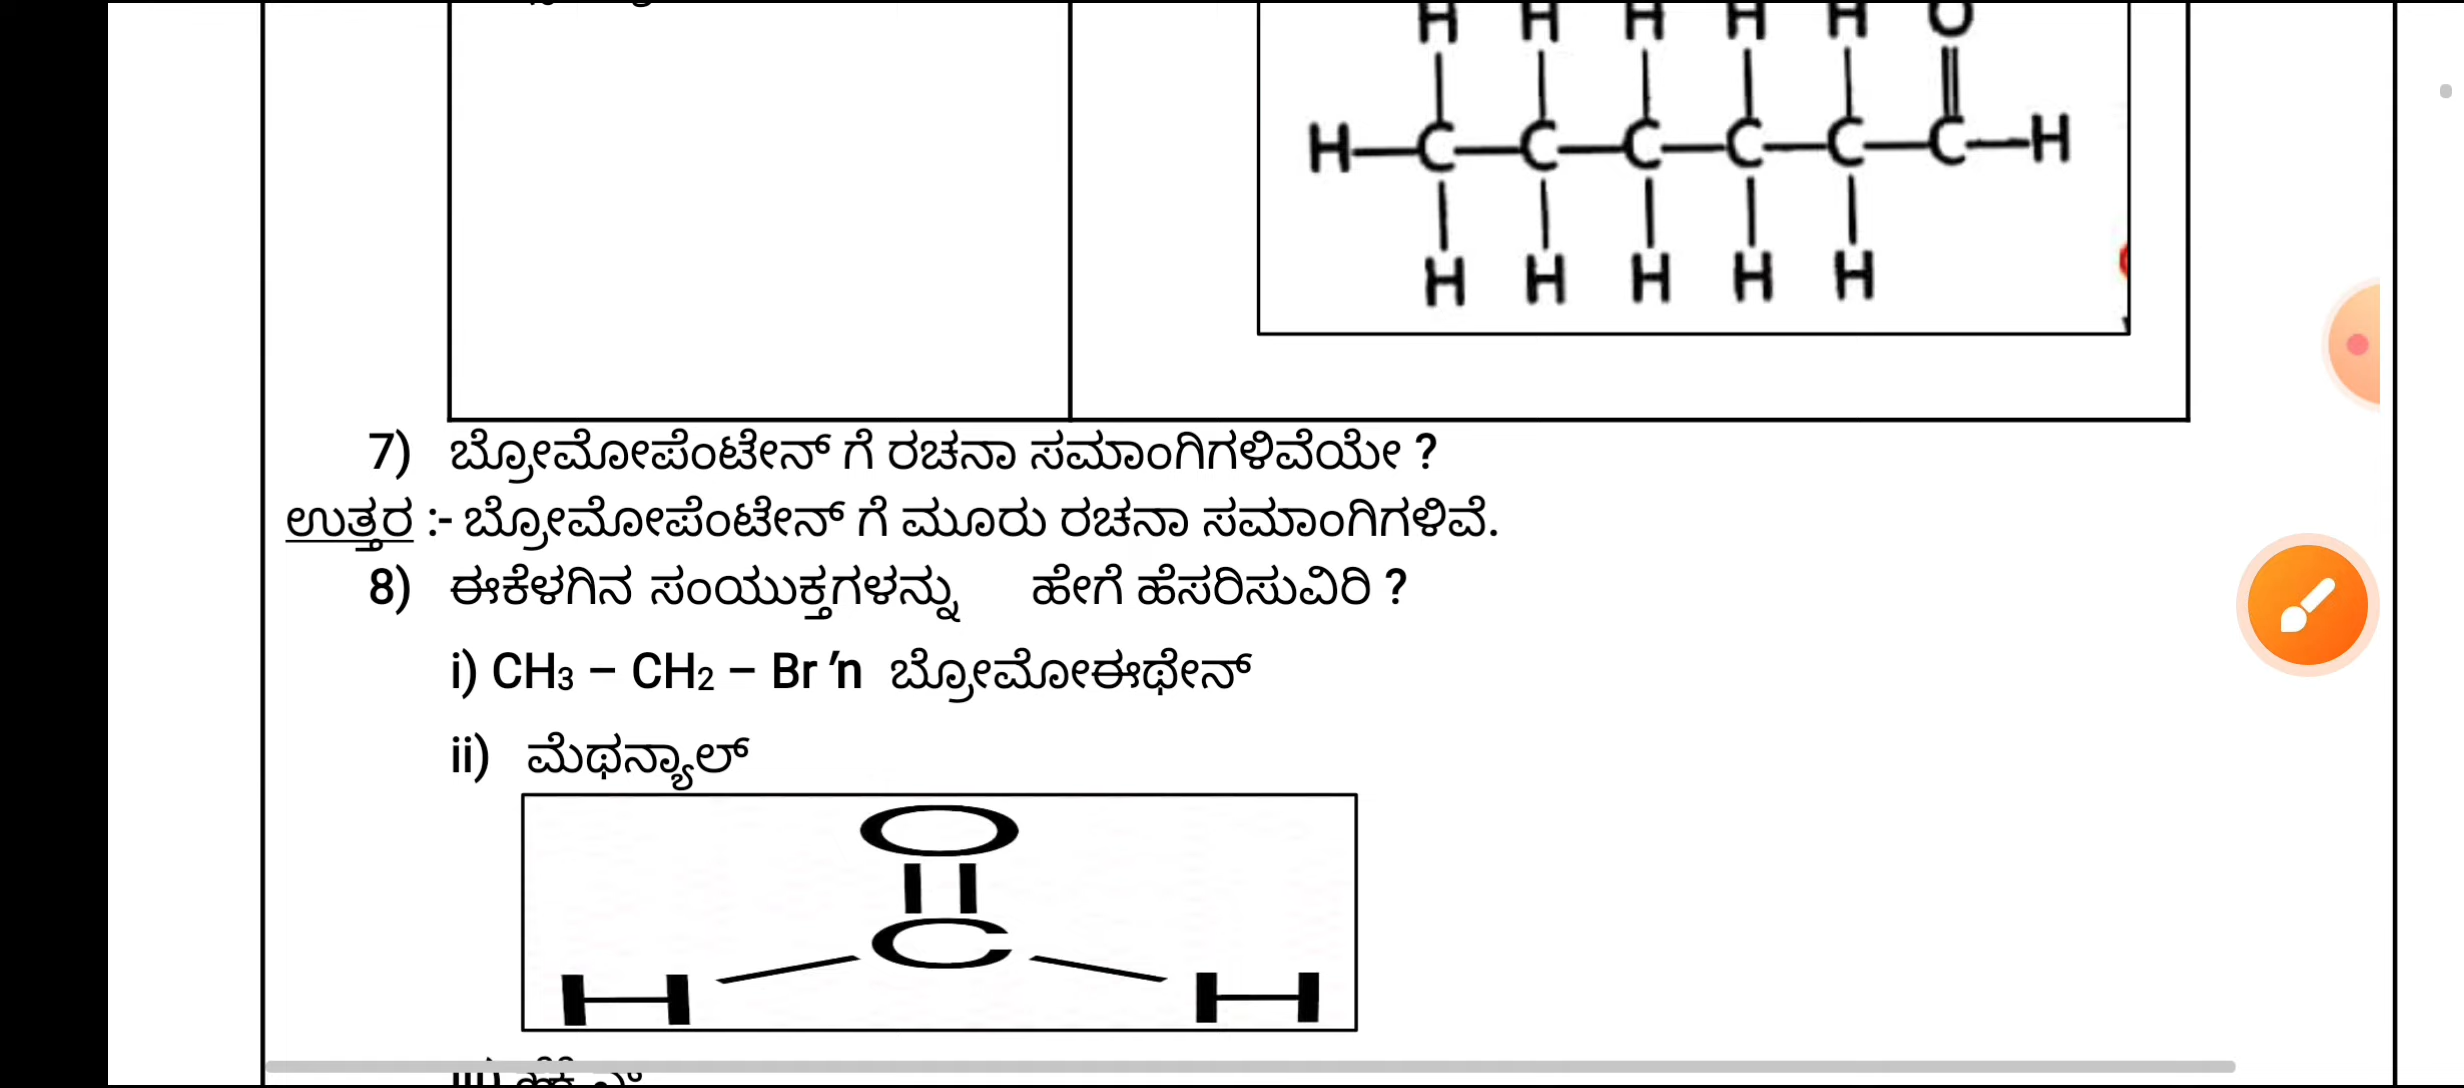 H H H H H O
H—C—C—C—C—C—C—H
H H H H H
7) ಬ್ರೋಮೋಪೆಂಟೇನ್ ಗೆ ರಚನಾ ಸಮಾಂಗಿಗಳಿವೆಯೇ ?
ಉತ್ತರ :- ಬ್ರೋಮೋಪೆಂಟೇನ್ ಗೆ ಮೂರು ರಚನಾ ಸಮಾಂಗಿಗಳಿವೆ.
8) ಈಕೆಳಗಿನ ಸಂಯುಕ್ತಗಳನ್ನು ಹೇಗೆ ಹೆಸರಿಸುವಿರಿ ?
i) CH₃ – CH₂ – Br ′n ಬ್ರೋಮೋಈಥೇನ್
ii) ಮೆಥನ್ಯಾಲ್
O
C
H H